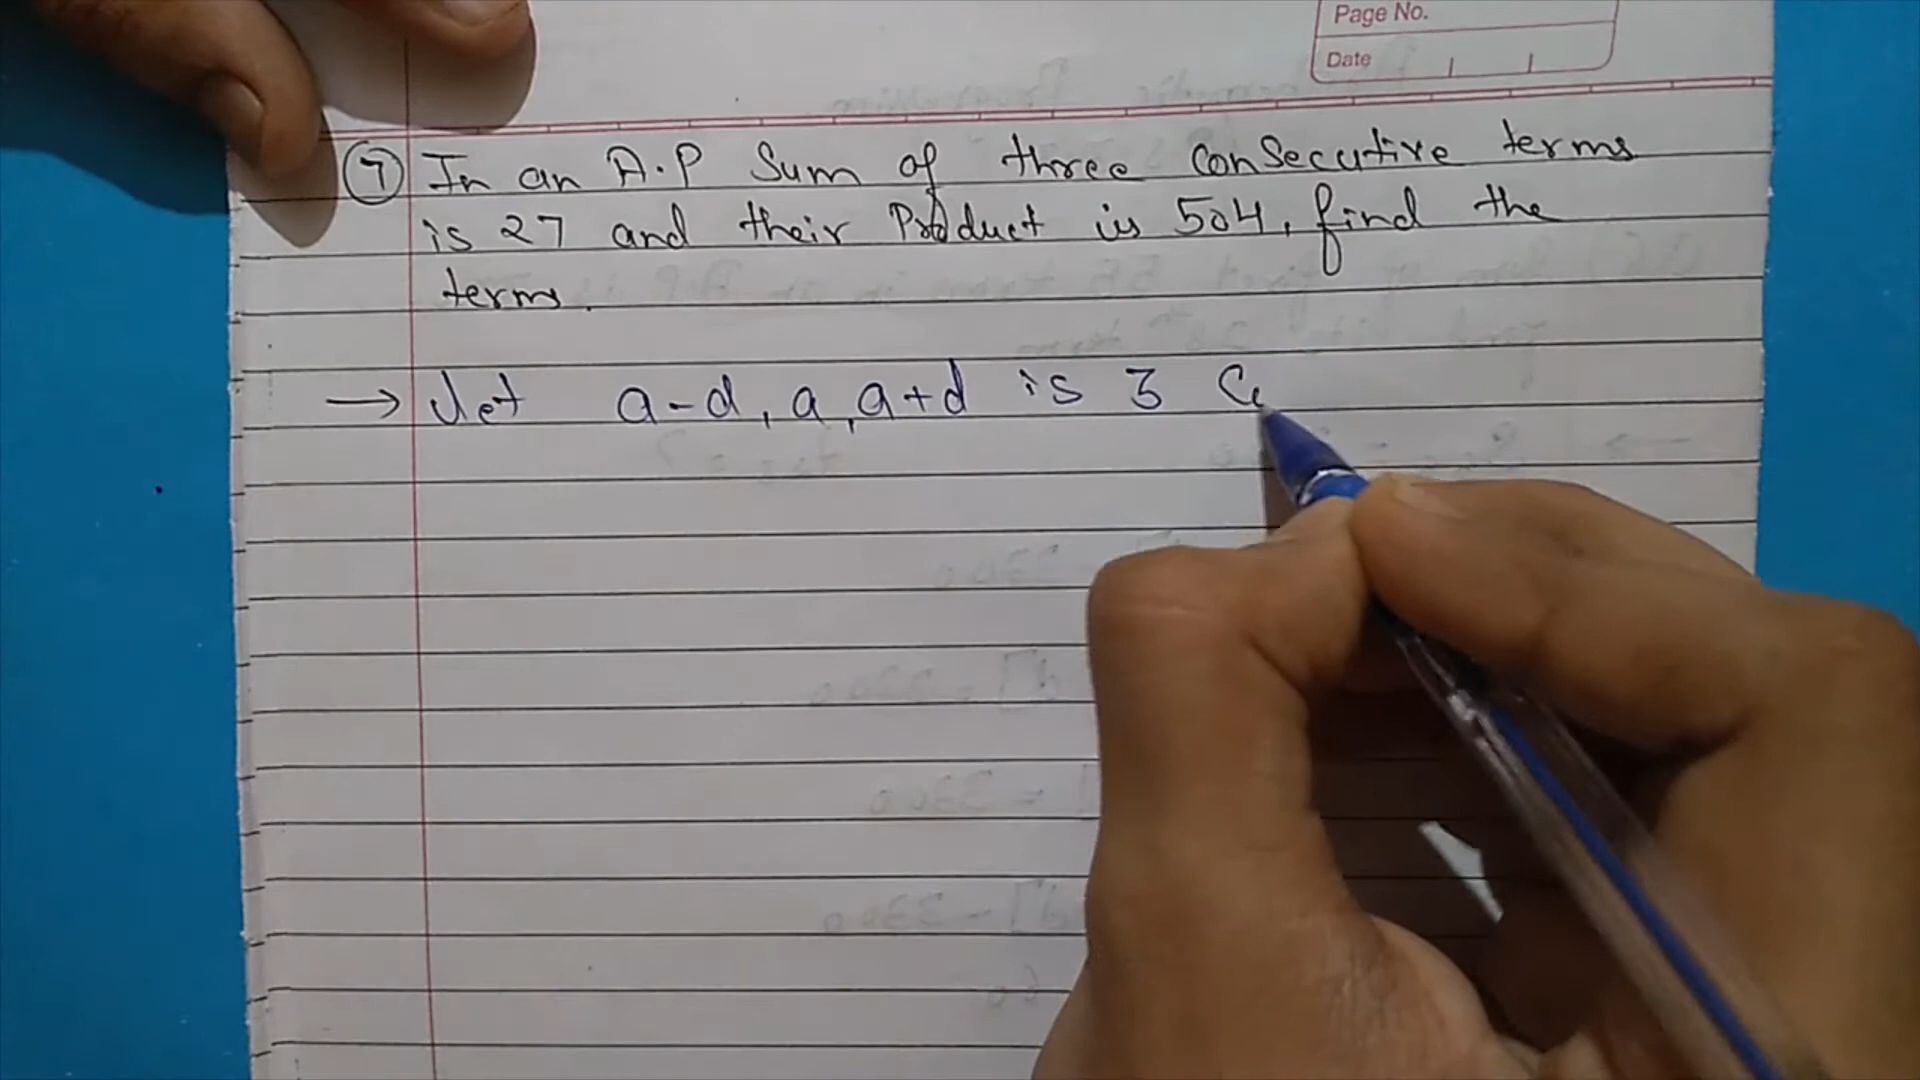 Page No.
Date
7 In an A.P Sum of three consecutive terms
is 27 and their Product is 504, find the
terms.
→ let a-d, a, a+d is 3 C